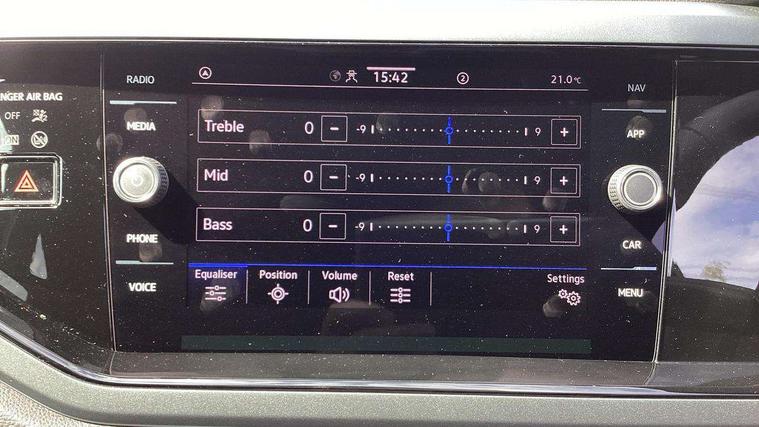 NGER AIR BAG
OFF
ON
RADIO
MEDIA
PHONE
VOICE
15:42
2
21.0°C
Treble 0 - -9 9 +
Mid 0 - -9 9 +
Bass 0 - -9 9 +
Equaliser Position Volume Reset Settings
NAV
APP
CAR
MENU